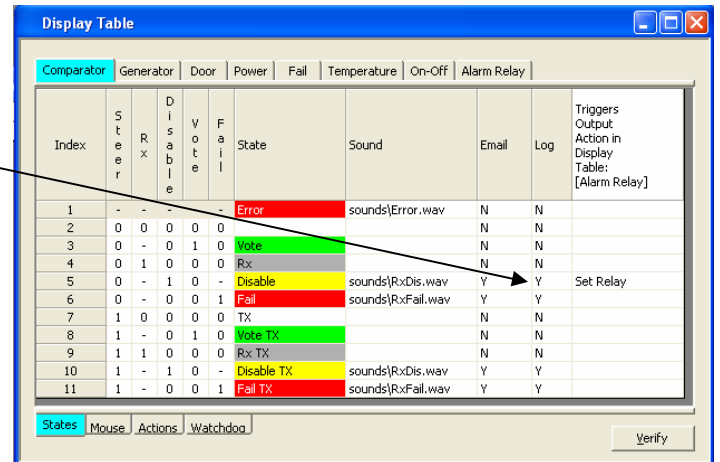 Display Table
Comparator Generator Door Power Fail Temperature On-Off Alarm Relay
Index Steer Rx Disable Vote Fail State Sound Email Log Triggers Output Action in Display Table: [Alarm Relay]
1 - - - - Error sounds\Error.wav N N
2 0 0 0 0 0 N N
3 0 - 0 1 0 Vote N N
4 0 1 0 0 0 Rx N N
5 0 - 1 0 - Disable sounds\RxDis.wav Y Y Set Relay
6 0 - 0 0 1 Fail sounds\RxFail.wav Y Y
7 1 0 0 0 0 TX N N
8 1 - 0 1 0 Vote TX N N
9 1 1 0 0 0 Rx TX N N
10 1 - 1 0 - Disable TX sounds\RxDis.wav Y Y
11 1 - 0 0 1 Fail TX sounds\RxFail.wav Y Y
States Mouse Actions Watchdog
Verify